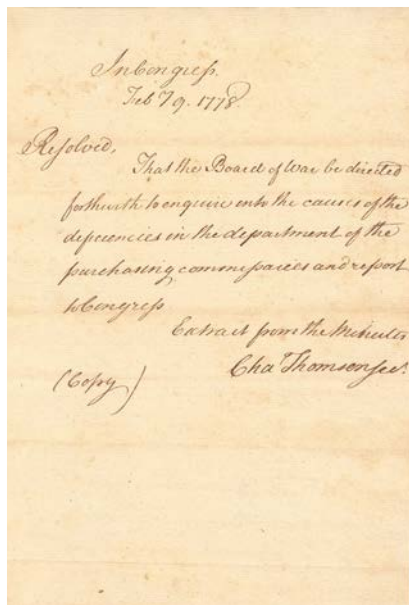 In Congress.
Feb'y 9. 1778.
Resolved,
That the Board of War be directed
forthwith to enquire into the causes of the
deficiencies in the department of the
purchasing commissaries and report
to Congress
Extract from the Minutes
Cha.s Thomson Sec.y
(Copy)